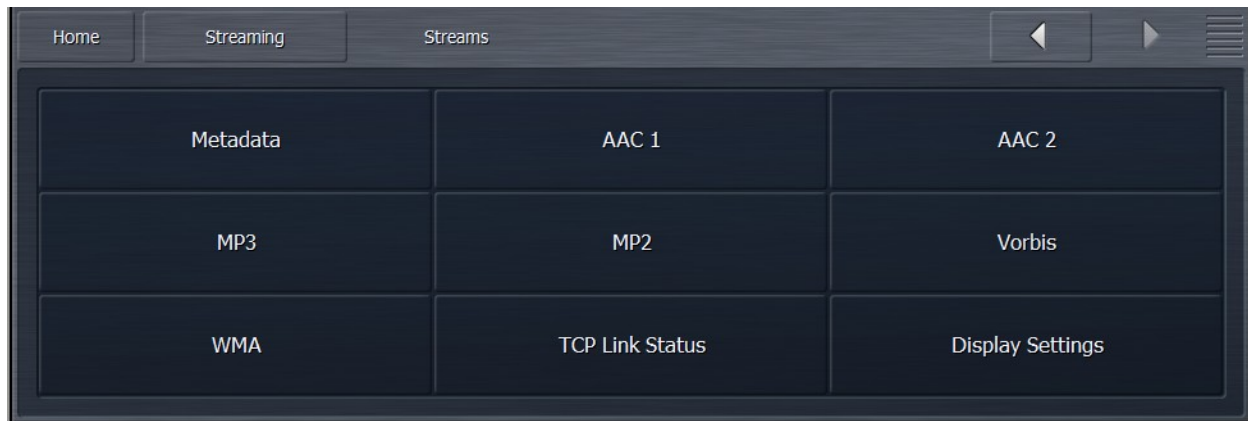 Home Streaming Streams
Metadata AAC 1 AAC 2
MP3 MP2 Vorbis
WMA TCP Link Status Display Settings